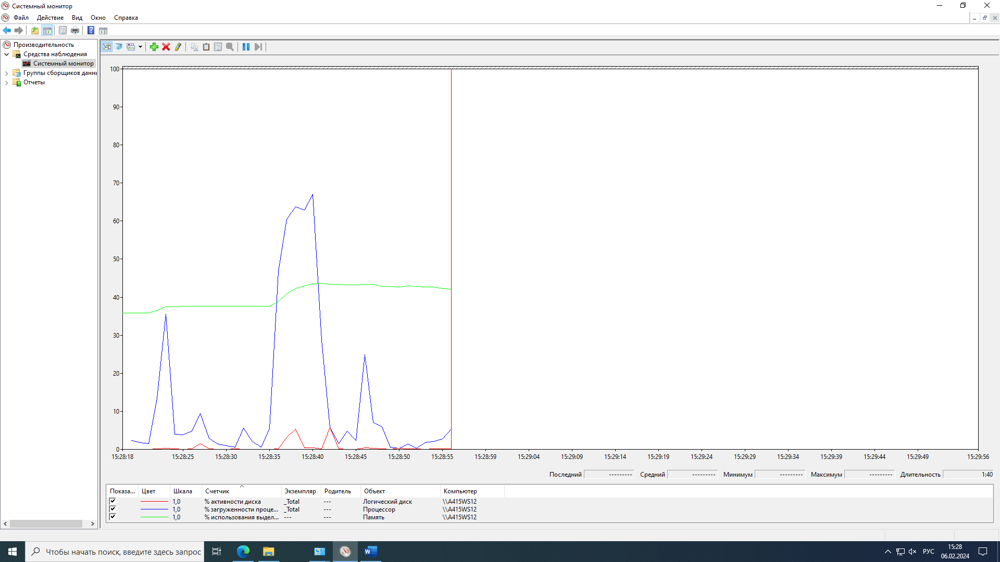 Системный монитор
Файл Действие Вид Окно Справка
Производительность
Средства наблюдения
Системный монитор
Группы сборщиков данн
Отчеты
100
90
80
70
60
50
40
30
20
10
0
15:28:18 15:28:25 15:28:30 15:28:35 15:28:40 15:28:45 15:28:50 15:28:55 15:28:59 15:29:04 15:29:09 15:29:14 15:29:19 15:29:24 15:29:29 15:29:34 15:29:39 15:29:44 15:29:49 15:29:56
Последний --------- Средний --------- Минимум --------- Максимум --------- Длительность 1:40
Показа... Цвет Шкала Счетчик Экземпляр Родитель Объект Компьютер
1,0 % активности диска _Total --- Логический диск \\A415WS12
1,0 % загруженности проце... _Total --- Процессор \\A415WS12
1,0 % использования выдел... --- --- Память \\A415WS12
Чтобы начать поиск, введите здесь запрос
РУС
15:28
06.02.2024